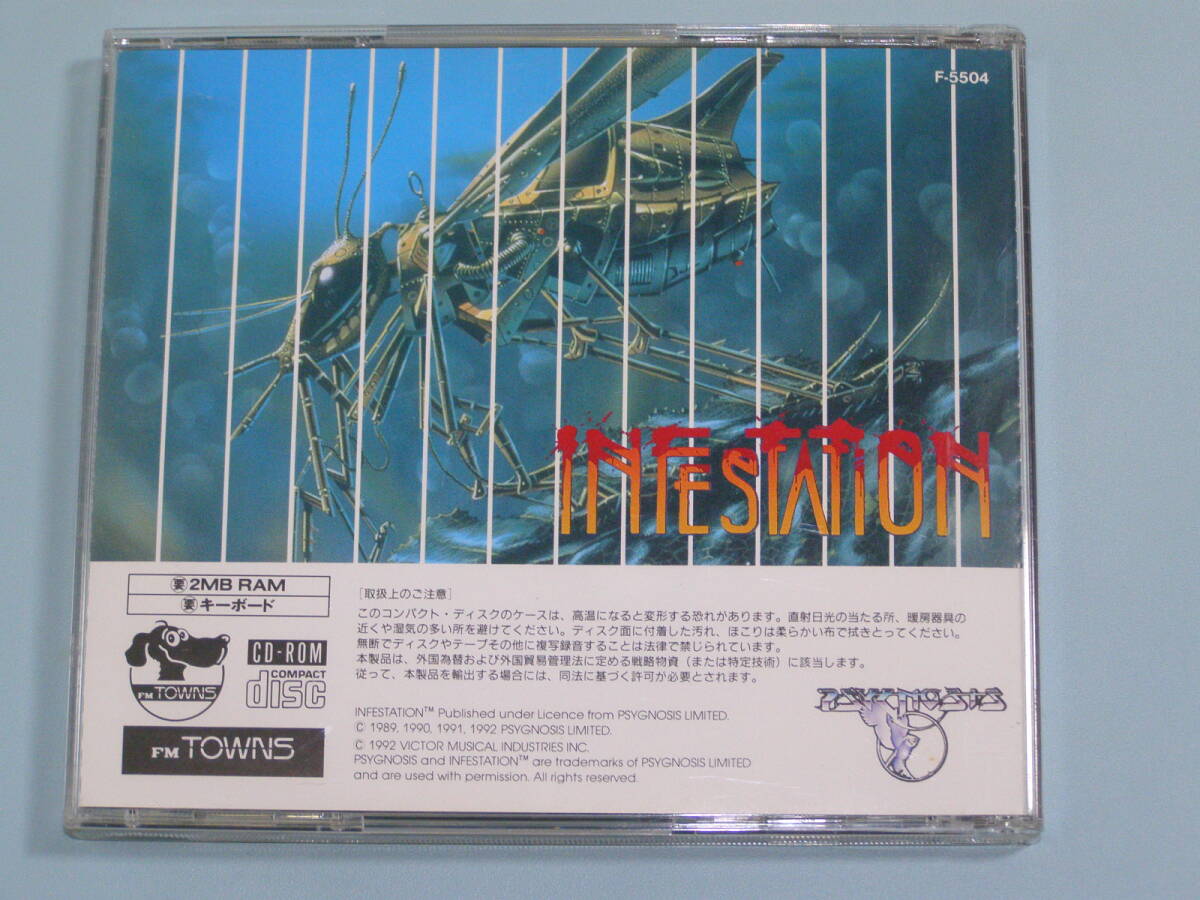 F-5504
INFESTATION
要2MB RAM
要キーボード
FM TOWNS
CD-ROM
COMPACT
disc
FM TOWNS
[取扱上のご注意]
このコンパクト・ディスクのケースは、高温になると変形する恐れがあります。直射日光の当たる所、暖房器具の
近くや湿気の多い所を避けてください。ディスク面に付着した汚れ、ほこりは柔らかい布で拭きとってください。
無断でディスクやテープその他に複写録音することは法律で禁じられています。
本製品は、外国為替および外国貿易管理法に定める戦略物資(または特定技術)に該当します。
従って、本製品を輸出する場合には、同法に基づく許可が必要とされます。
INFESTATION™ Published under Licence from PSYGNOSIS LIMITED.
© 1989, 1990, 1991, 1992 PSYGNOSIS LIMITED.
© 1992 VICTOR MUSICAL INDUSTRIES INC.
PSYGNOSIS and INFESTATION™ are trademarks of PSYGNOSIS LIMITED
and are used with permission. All rights reserved.
PSYGNOSIS